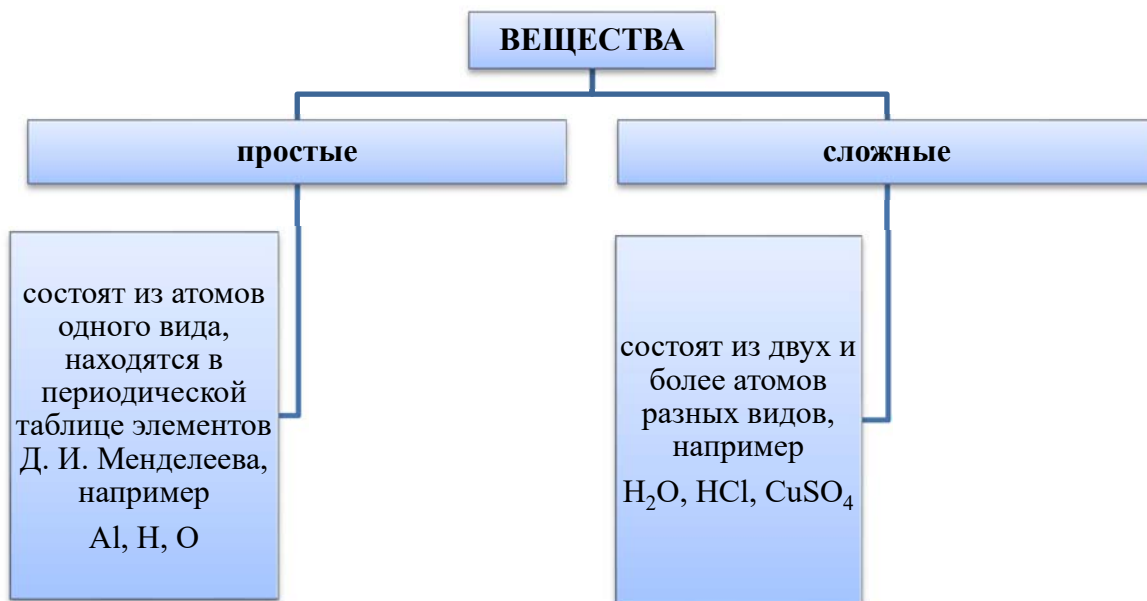 ВЕЩЕСТВА
простые
сложные
состоят из атомов
одного вида,
находятся в
периодической
таблице элементов
Д. И. Менделеева,
например
Al, H, O
состоят из двух и
более атомов
разных видов,
например
H₂O, HCl, CuSO₄